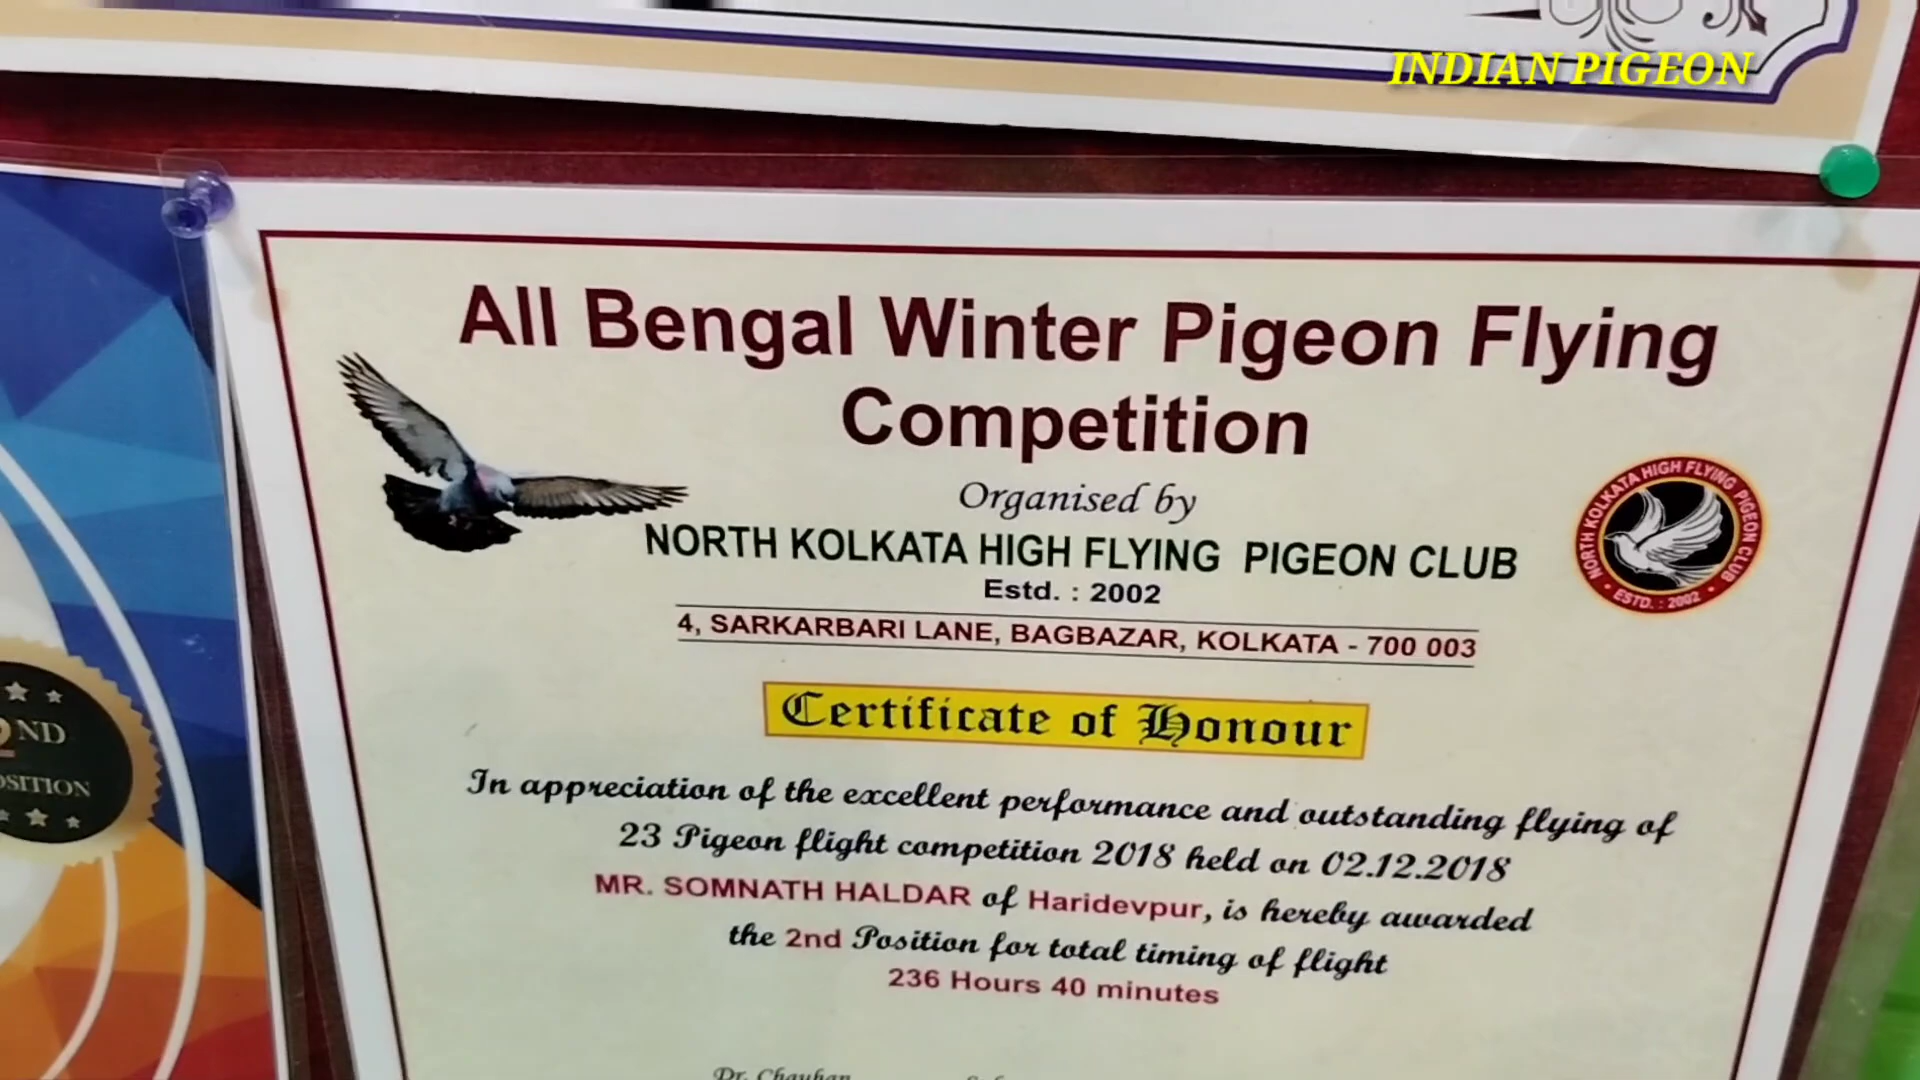 INDIAN PIGEON
All Bengal Winter Pigeon Flying
Competition
Organised by
NORTH KOLKATA HIGH FLYING PIGEON CLUB
Estd. : 2002
4, SARKARBARI LANE, BAGBAZAR, KOLKATA - 700 003
NORTH KOLKATA HIGH FLYING PIGEON CLUB
• ESTD. : 2002 •
Certificate of Honour
In appreciation of the excellent performance and outstanding flying of
23 Pigeon flight competition 2018 held on 02.12.2018
MR. SOMNATH HALDAR of Haridevpur, is hereby awarded
the 2nd Position for total timing of flight
236 Hours 40 minutes
Dr. Chauhan
2ND
OSITION